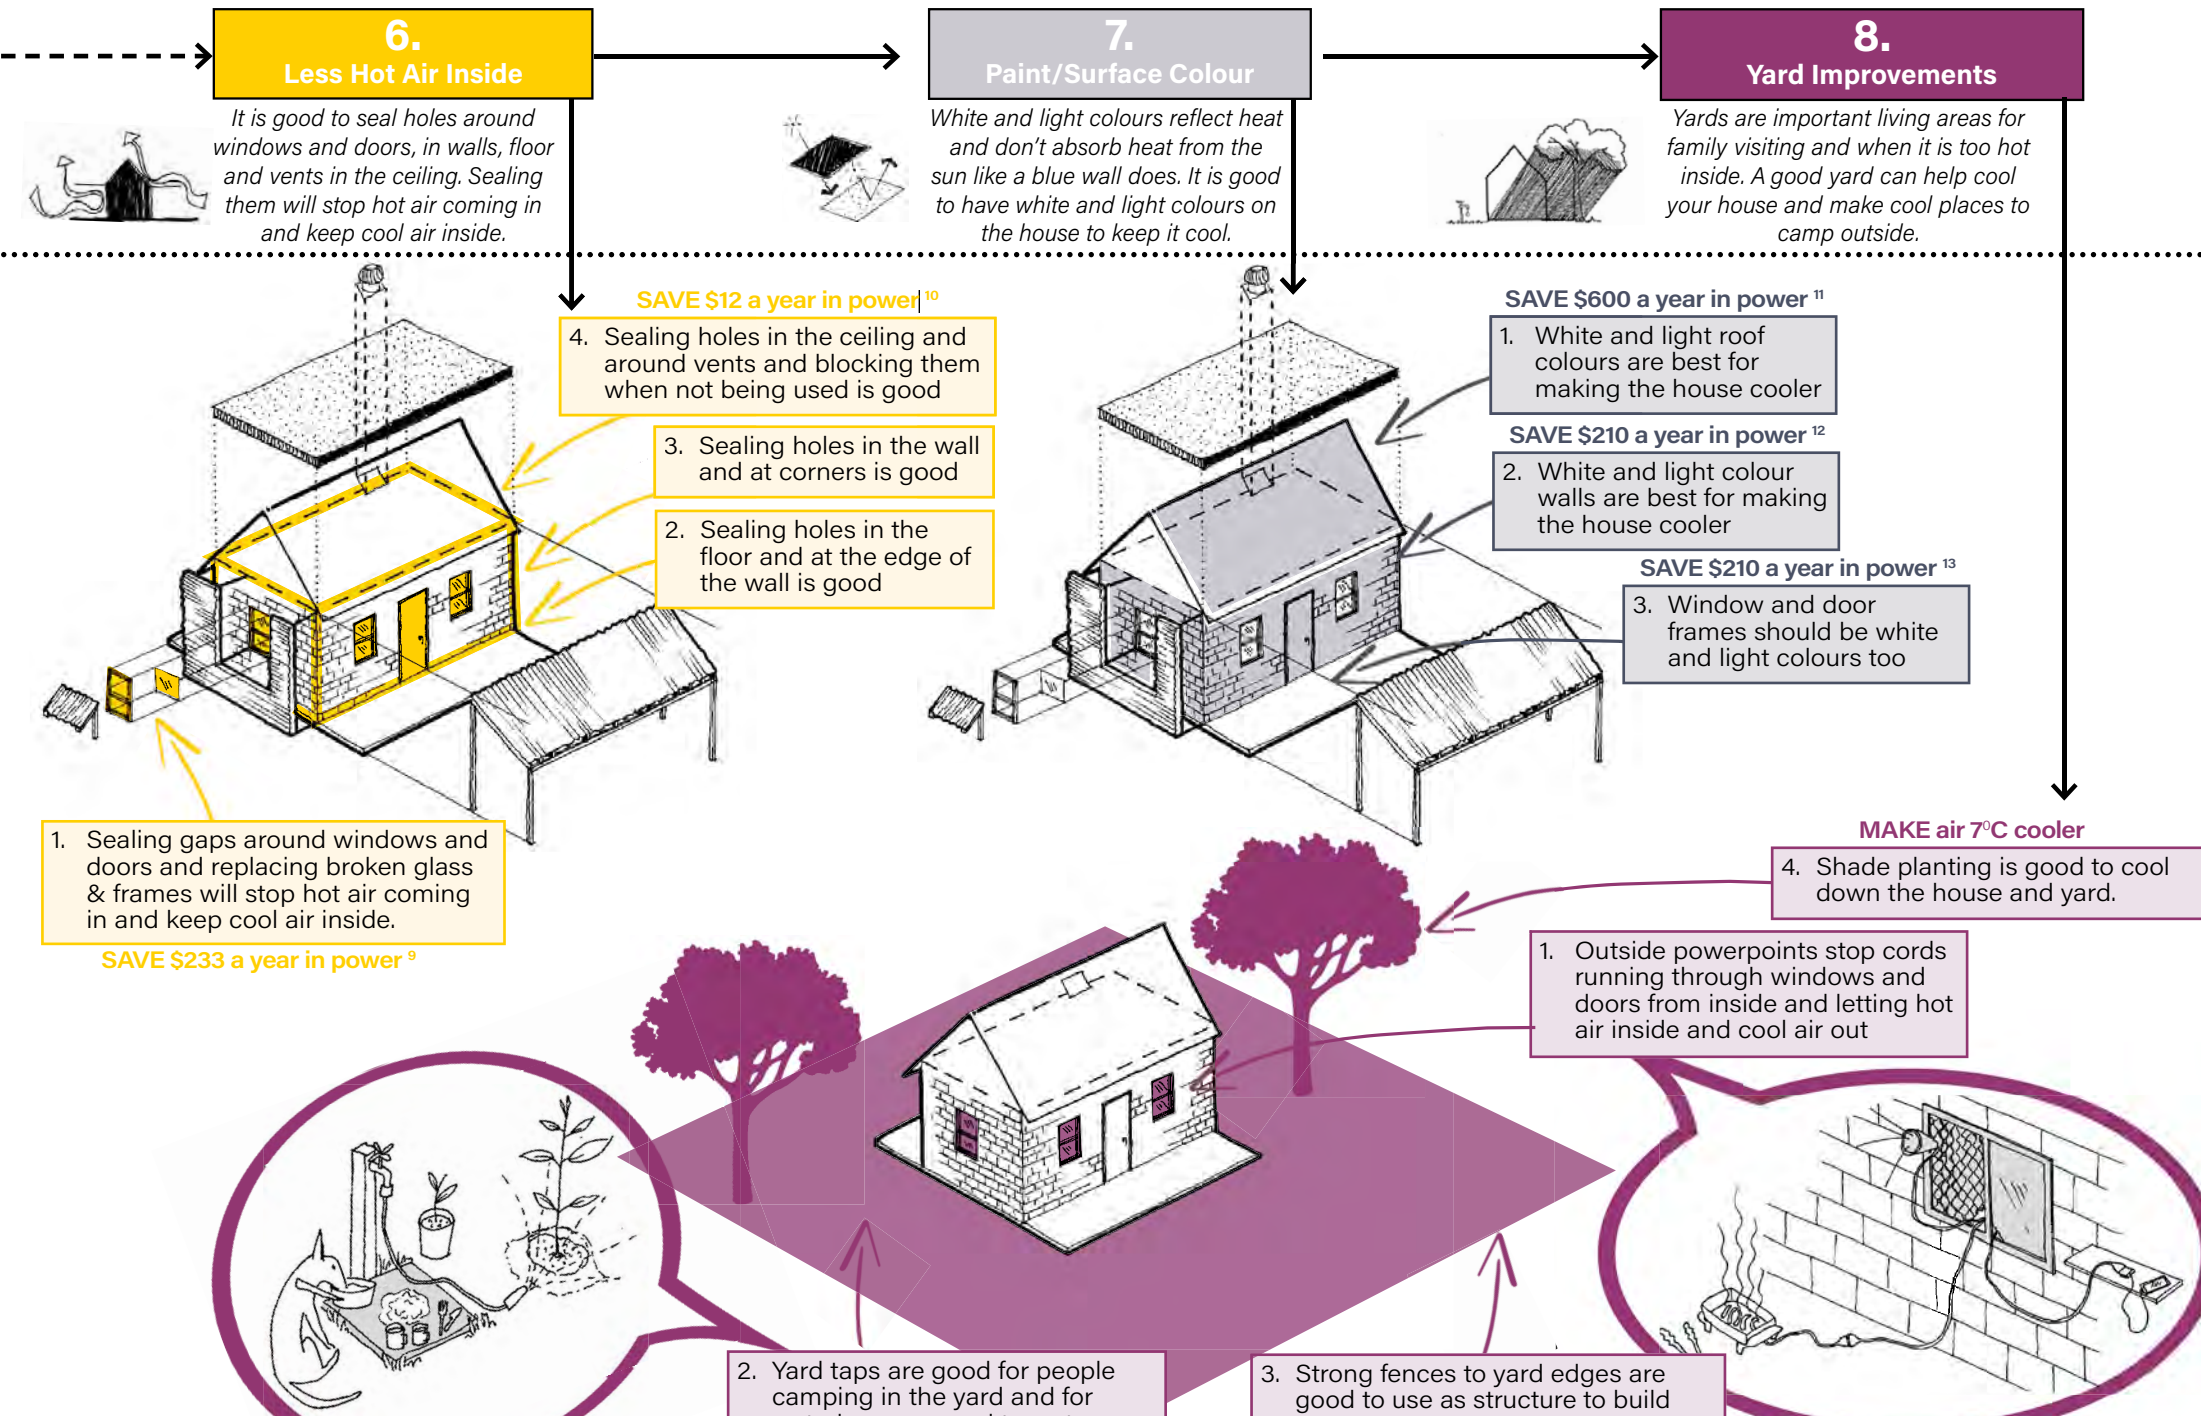 6.
Less Hot Air Inside
It is good to seal holes around
windows and doors, in walls, floor
and vents in the ceiling. Sealing
them will stop hot air coming in
and keep cool air inside.
7.
Paint/Surface Colour
White and light colours reflect heat
and don't absorb heat from the
sun like a blue wall does. It is good
to have white and light colours on
the house to keep it cool.
8.
Yard Improvements
Yards are important living areas for
family visiting and when it is too hot
inside. A good yard can help cool
your house and make cool places to
camp outside.
SAVE $12 a year in power 10
4. Sealing holes in the ceiling and
around vents and blocking them
when not being used is good
3. Sealing holes in the wall
and at corners is good
2. Sealing holes in the
floor and at the edge of
the wall is good
1. Sealing gaps around windows and
doors and replacing broken glass
& frames will stop hot air coming
in and keep cool air inside.
SAVE $233 a year in power 9
SAVE $600 a year in power 11
1. White and light roof
colours are best for
making the house cooler
SAVE $210 a year in power 12
2. White and light colour
walls are best for making
the house cooler
SAVE $210 a year in power 13
3. Window and door
frames should be white
and light colours too
MAKE air 7⁰C cooler
4. Shade planting is good to cool
down the house and yard.
1. Outside powerpoints stop cords
running through windows and
doors from inside and letting hot
air inside and cool air out
2. Yard taps are good for people
camping in the yard and for
3. Strong fences to yard edges are
good to use as structure to build